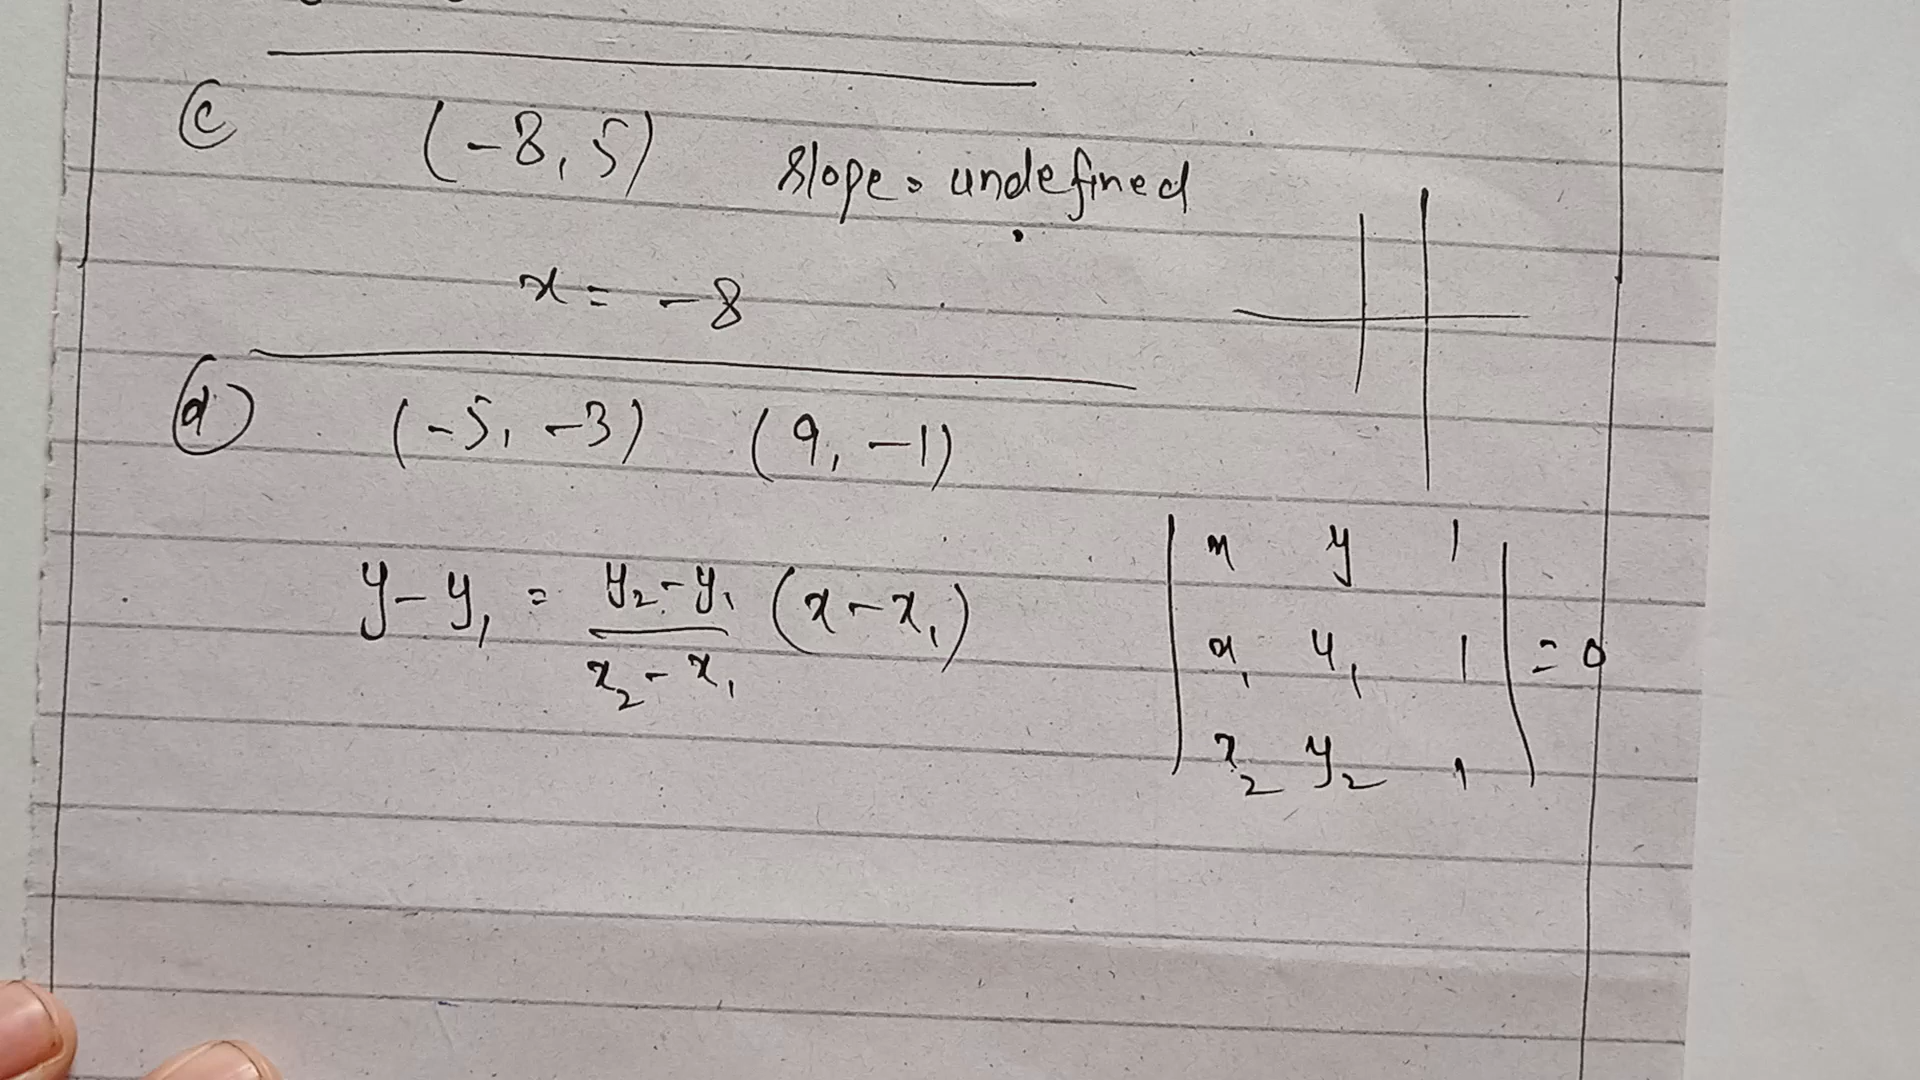 (c) (-8, 5) slope = undefined
x = -8
(d) (-5, -3) (9, -1)
y - y₁ = (y₂ - y₁)/(x₂ - x₁) (x - x₁)
| x y 1 |
| x₁ y₁ 1 | = 0
| x₂ y₂ 1 |